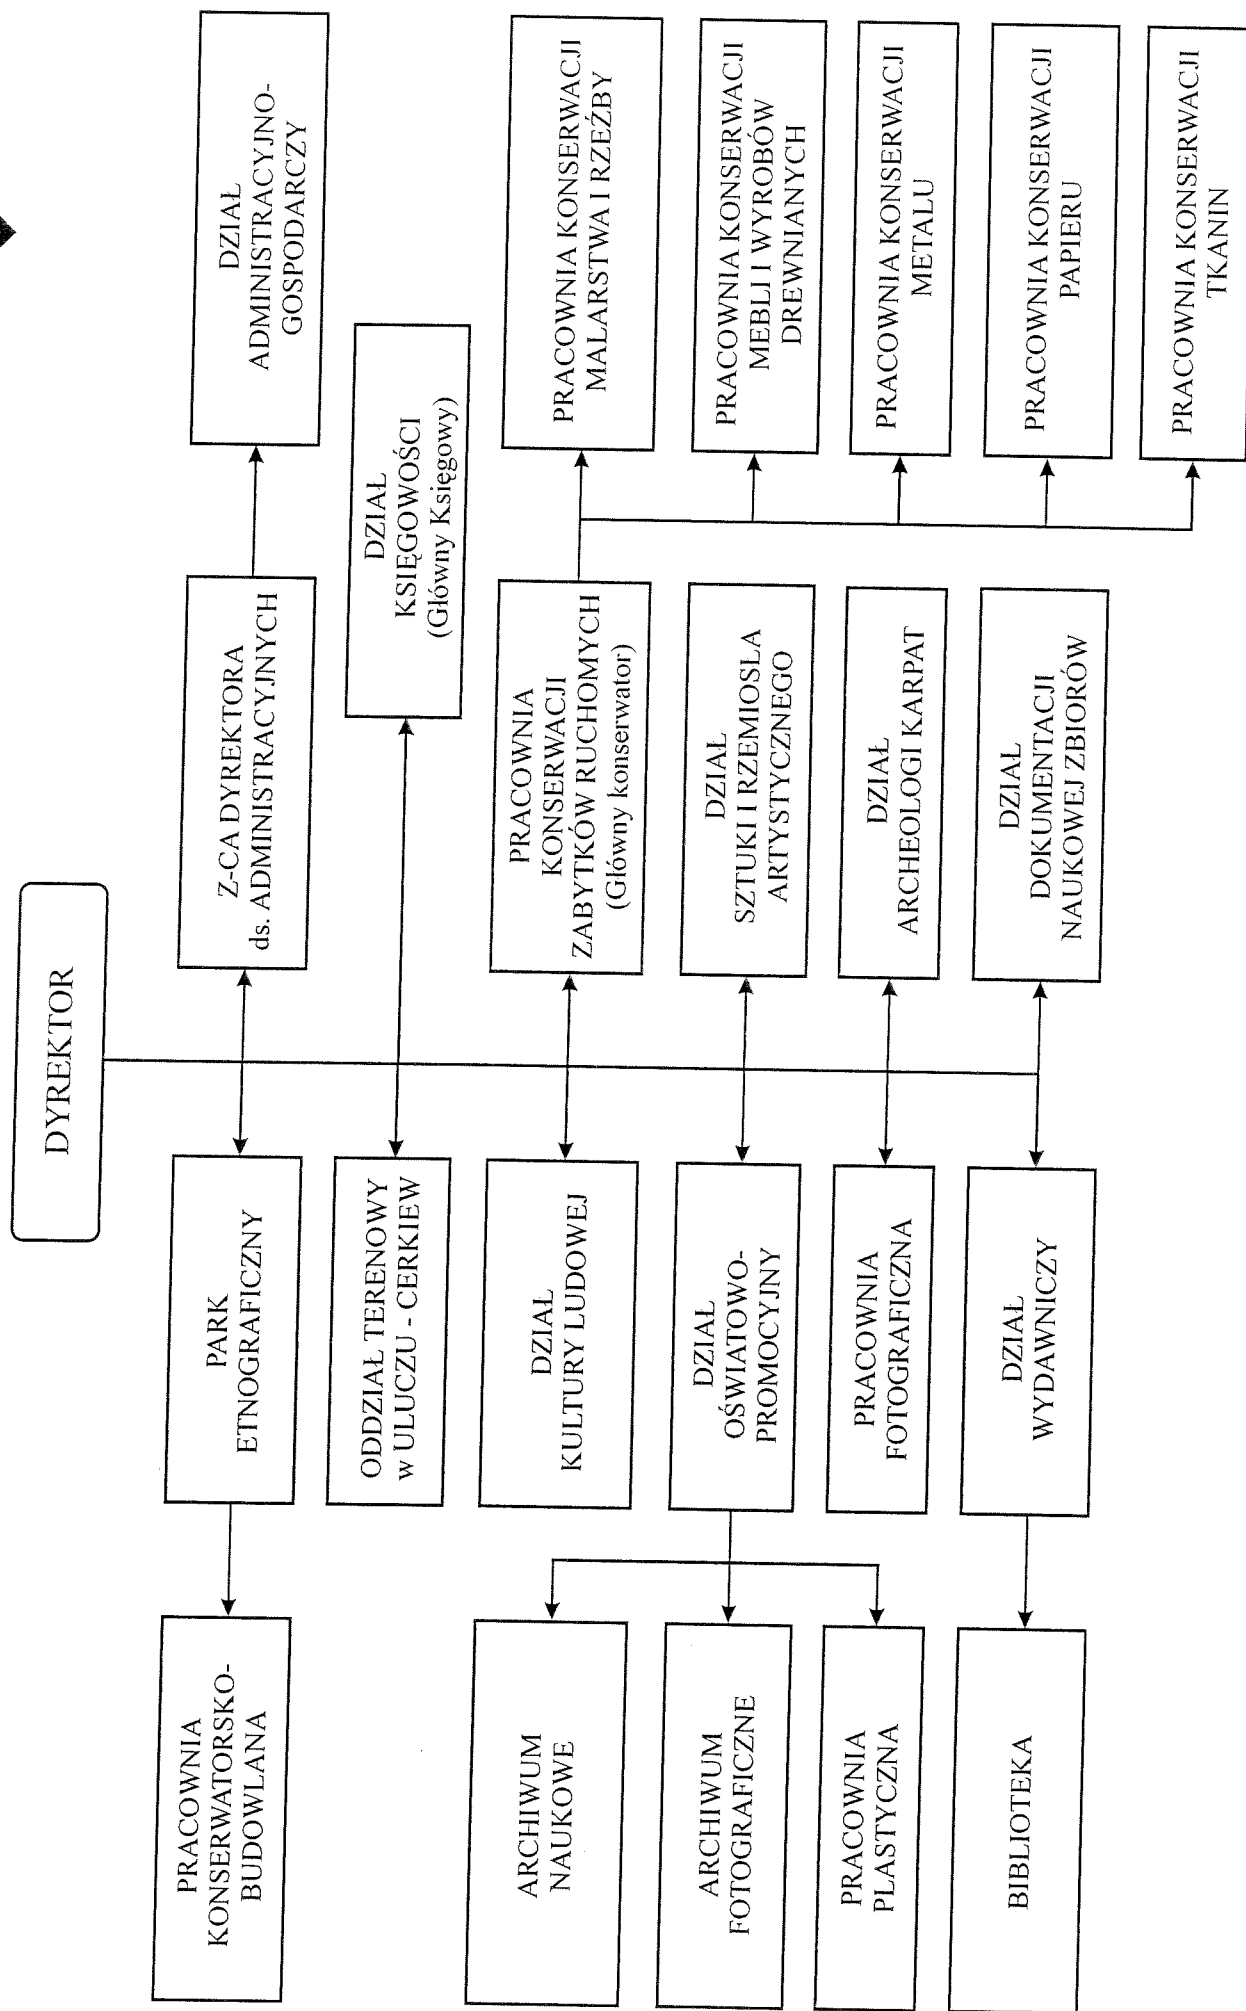 DYREKTOR
PRACOWNIA
KONSERWATORSKO-
BUDOWLANA
PARK
ETNOGRAFICZNY
Z-CA DYREKTORA
ds. ADMINISTRACYJNYCH
DZIAŁ
ADMINISTRACYJNO-
GOSPODARCZY
ODDZIAŁ TERENOWY
w ULUCZU - CERKIEW
DZIAŁ
KSIĘGOWOŚCI
(Główny Księgowy)
ARCHIWUM
NAUKOWE
DZIAŁ
KULTURY LUDOWEJ
PRACOWNIA
KONSERWACJI
ZABYTKÓW RUCHOMYCH
(Główny konserwator)
PRACOWNIA KONSERWACJI
MALARSTWA I RZEŹBY
ARCHIWUM
FOTOGRAFICZNE
DZIAŁ
OŚWIATOWO-
PROMOCYJNY
DZIAŁ
SZTUKI I RZEMIOSLA
ARTYSTYCZNEGO
PRACOWNIA KONSERWACJI
MEBLI I WYROBÓW
DREWNIANYCH
PRACOWNIA
PLASTYCZNA
PRACOWNIA
FOTOGRAFICZNA
DZIAŁ
ARCHEOLOGI KARPAT
PRACOWNIA KONSERWACJI
METALU
BIBLIOTEKA
DZIAŁ
WYDAWNICZY
DZIAŁ
DOKUMENTACJI
NAUKOWEJ ZBIORÓW
PRACOWNIA KONSERWACJI
PAPIERU
PRACOWNIA KONSERWACJI
TKANIN